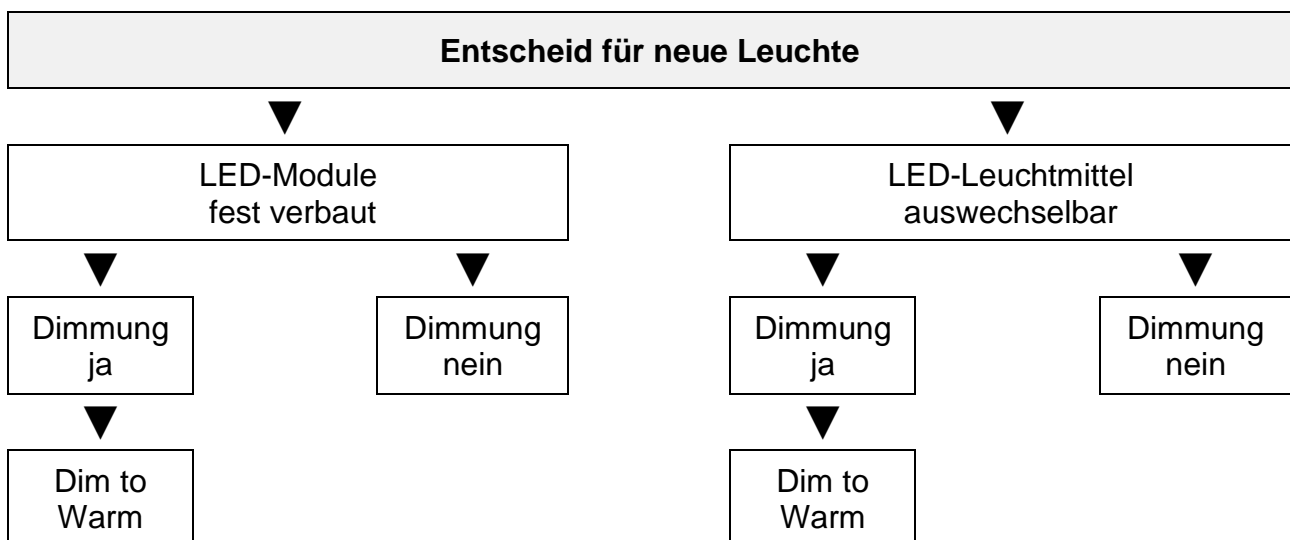 Entscheid für neue Leuchte
LED-Module
fest verbaut
LED-Leuchtmittel
auswechselbar
Dimmung
ja
Dimmung
nein
Dimmung
ja
Dimmung
nein
Dim to
Warm
Dim to
Warm